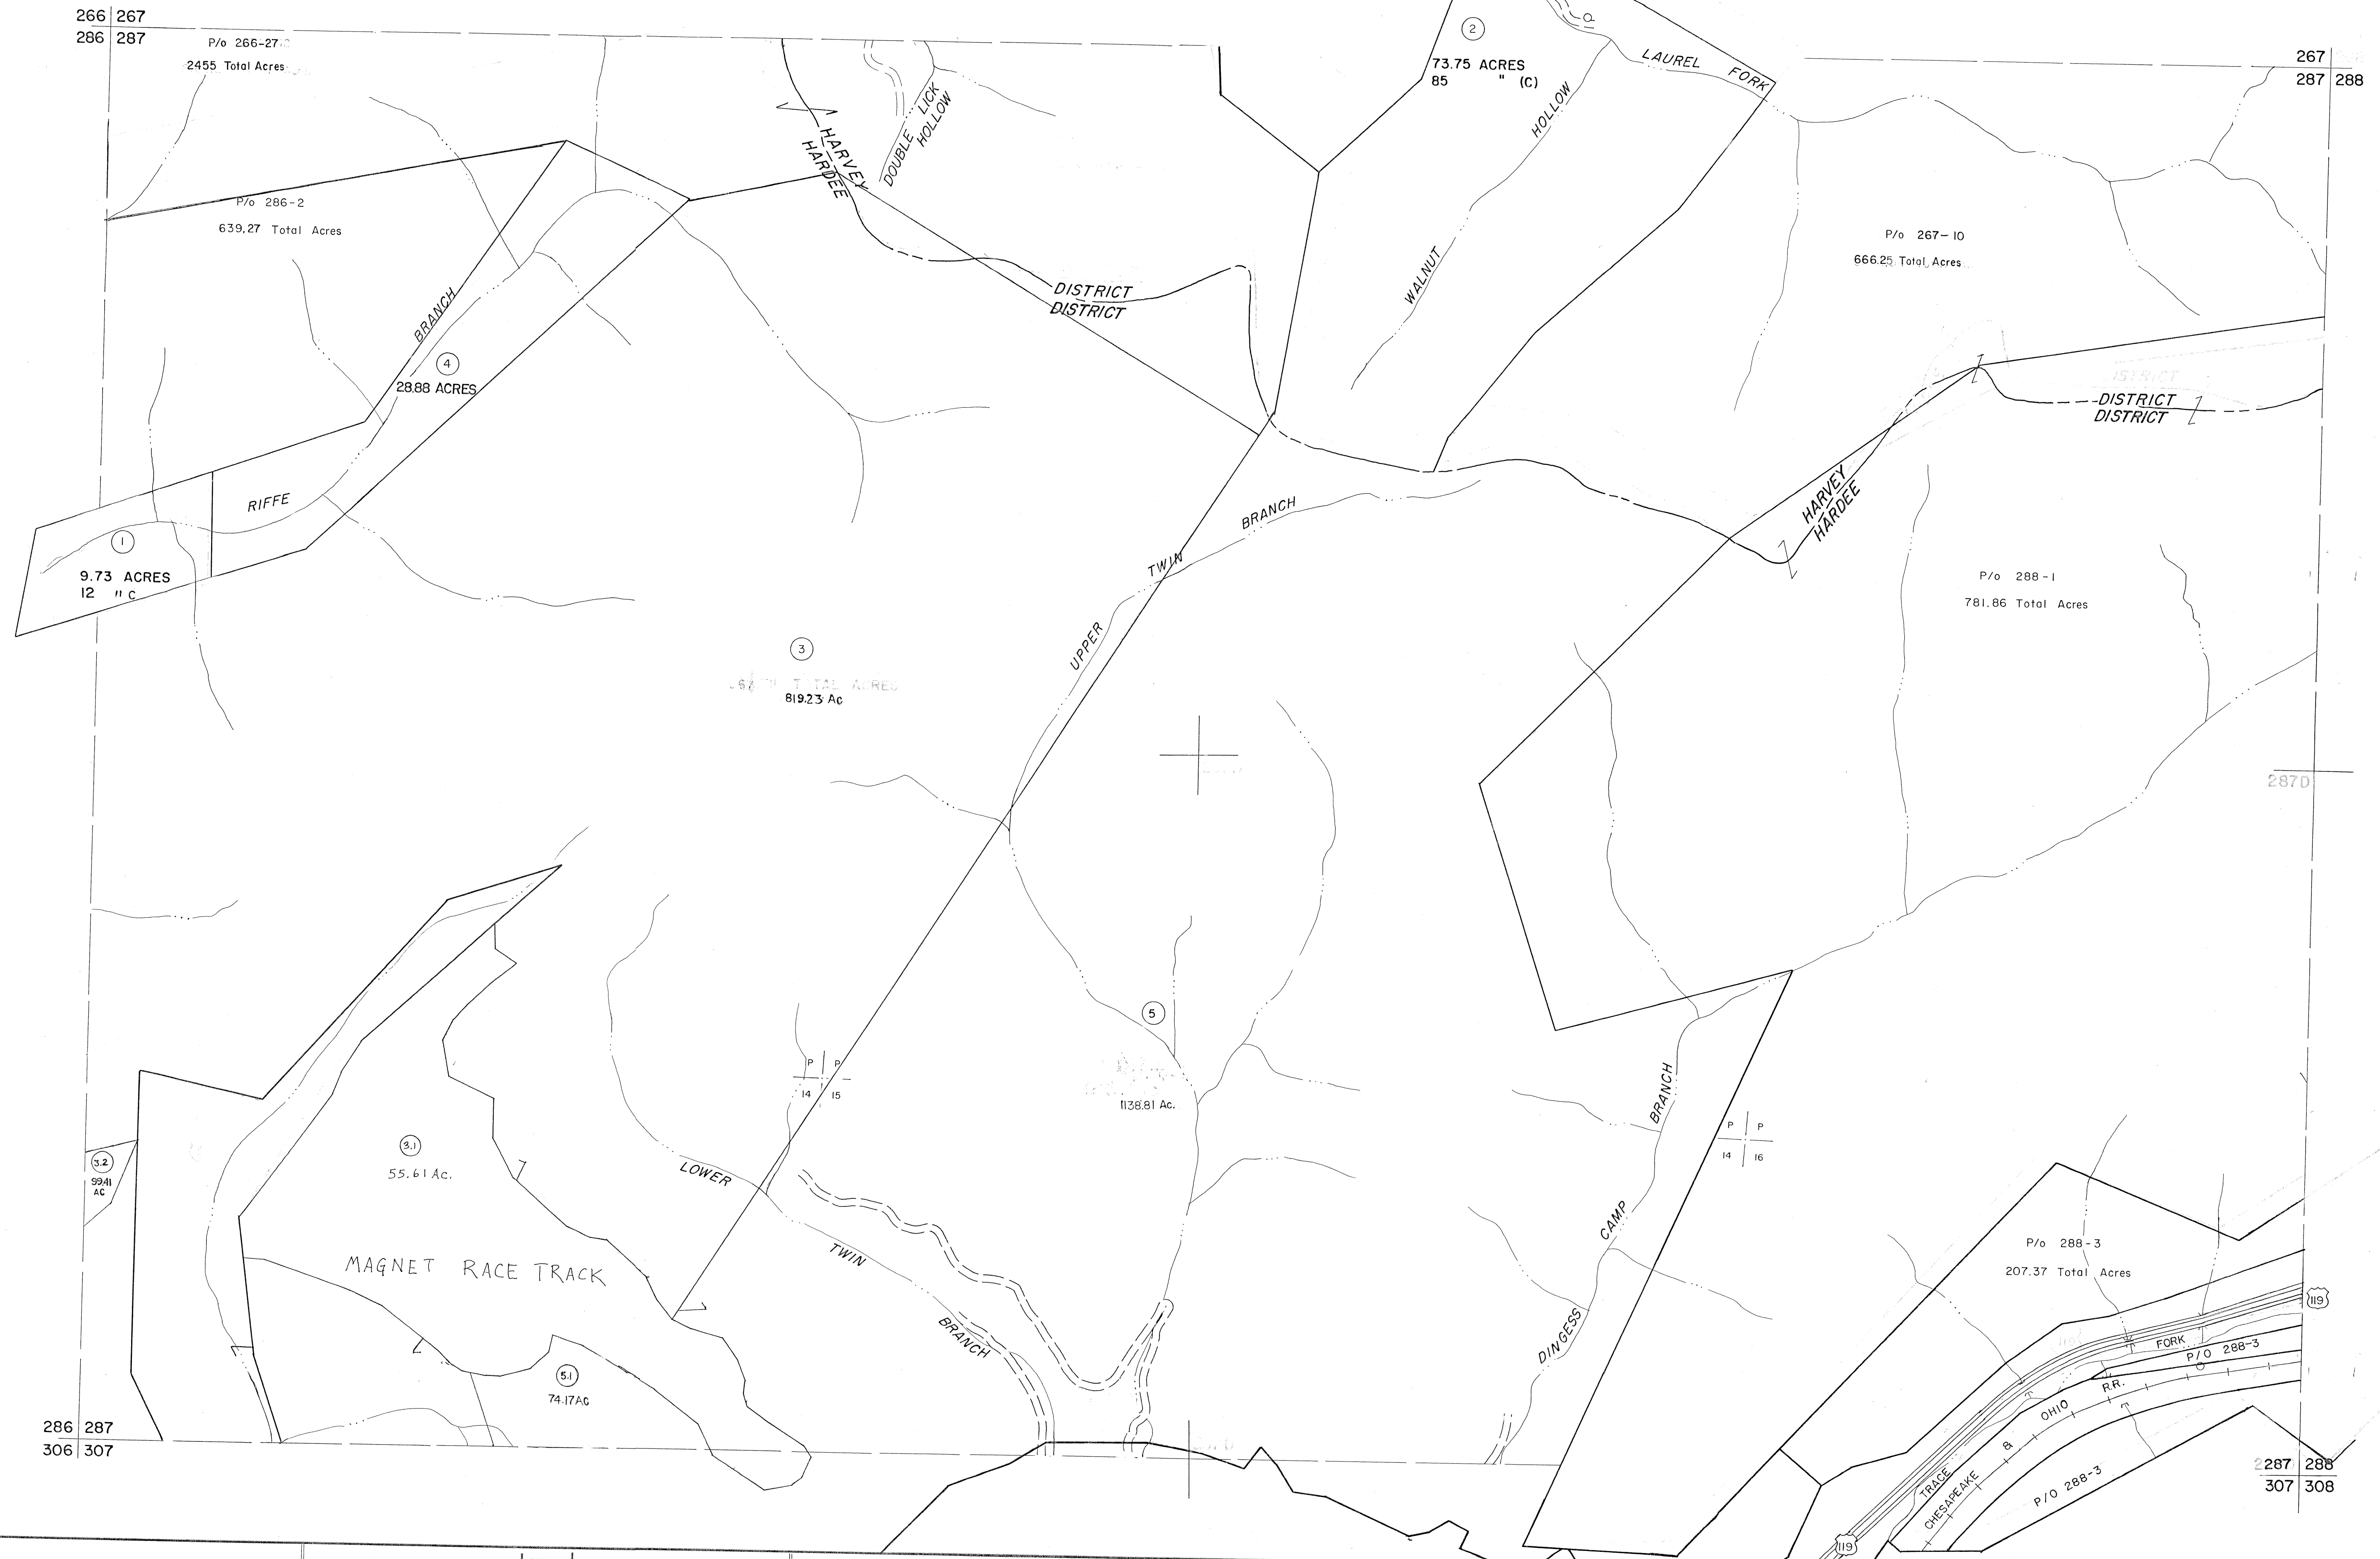 266 267
286 287
P/o 266-27
2455 Total Acres
2
73.75 ACRES
85 " (C)
LAUREL FORK
267
287 288
DOUBLE LICK
HOLLOW
HARVEY
HARDEE
WALNUT HOLLOW
P/o 286-2
639.27 Total Acres
P/o 267-10
666.25 Total Acres
DISTRICT
DISTRICT
BRANCH
4
28.88 ACRES
DISTRICT
DISTRICT
DISTRICT
HARVEY
HARDEE
RIFFE
1
9.73 ACRES
12 " C
UPPER TWIN BRANCH
P/o 288-1
781.86 Total Acres
3
TOTAL ACRES
819.23 Ac
287D
5
1138.81 Ac.
P P
14 15
P P
14 16
3.1
55.61 Ac.
3.2
99.41
AC
LOWER
TWIN
BRANCH
DINGESS CAMP BRANCH
MAGNET RACE TRACK
5.1
74.17AC
P/o 288-3
207.37 Total Acres
119
FORK
P/O 288-3
R.R.
OHIO
&
CHESAPEAKE
TRACE
P/O 288-3
119
286 287
306 307
287 288
307 308